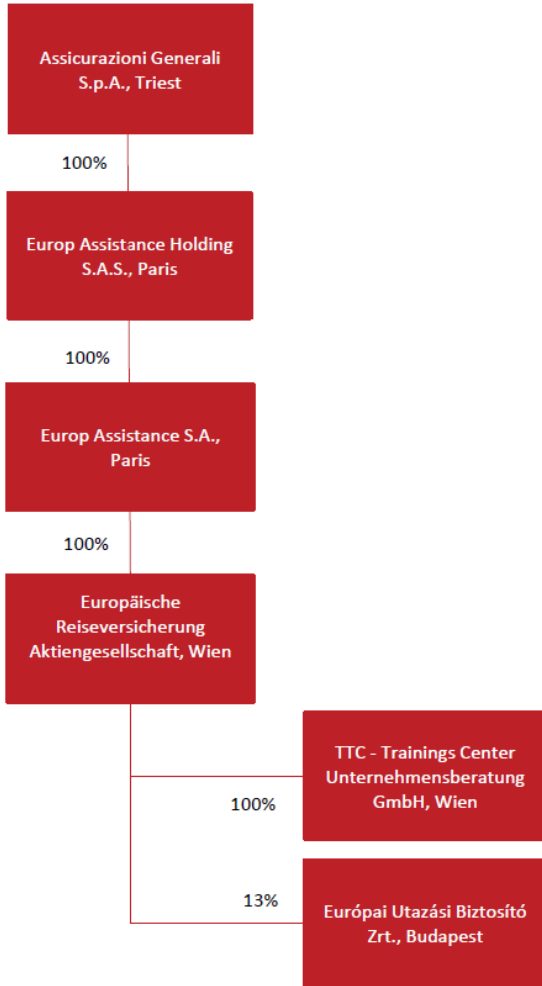 Assicurazioni Generali
S.p.A., Triest
100%
Europ Assistance Holding
S.A.S., Paris
100%
Europ Assistance S.A.,
Paris
100%
Europäische
Reiseversicherung
Aktiengesellschaft, Wien
TTC - Trainings Center
Unternehmensberatung
GmbH, Wien
100%
13%
Európai Utazási Biztosító
Zrt., Budapest